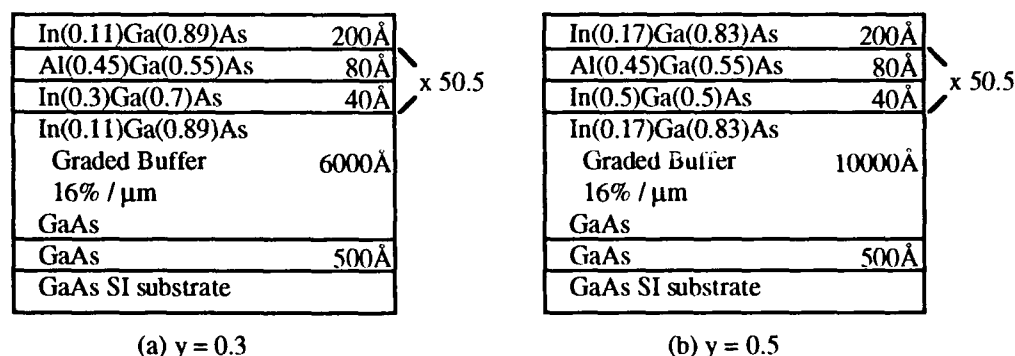 In(0.11)Ga(0.89)As 200Å
Al(0.45)Ga(0.55)As 80Å
In(0.3)Ga(0.7)As 40Å
x 50.5
In(0.11)Ga(0.89)As
Graded Buffer 6000Å
16% / µm
GaAs
GaAs 500Å
GaAs SI substrate
(a) y = 0.3
In(0.17)Ga(0.83)As 200Å
Al(0.45)Ga(0.55)As 80Å
In(0.5)Ga(0.5)As 40Å
x 50.5
In(0.17)Ga(0.83)As
Graded Buffer 10000Å
16% / µm
GaAs
GaAs 500Å
GaAs SI substrate
(b) y = 0.5